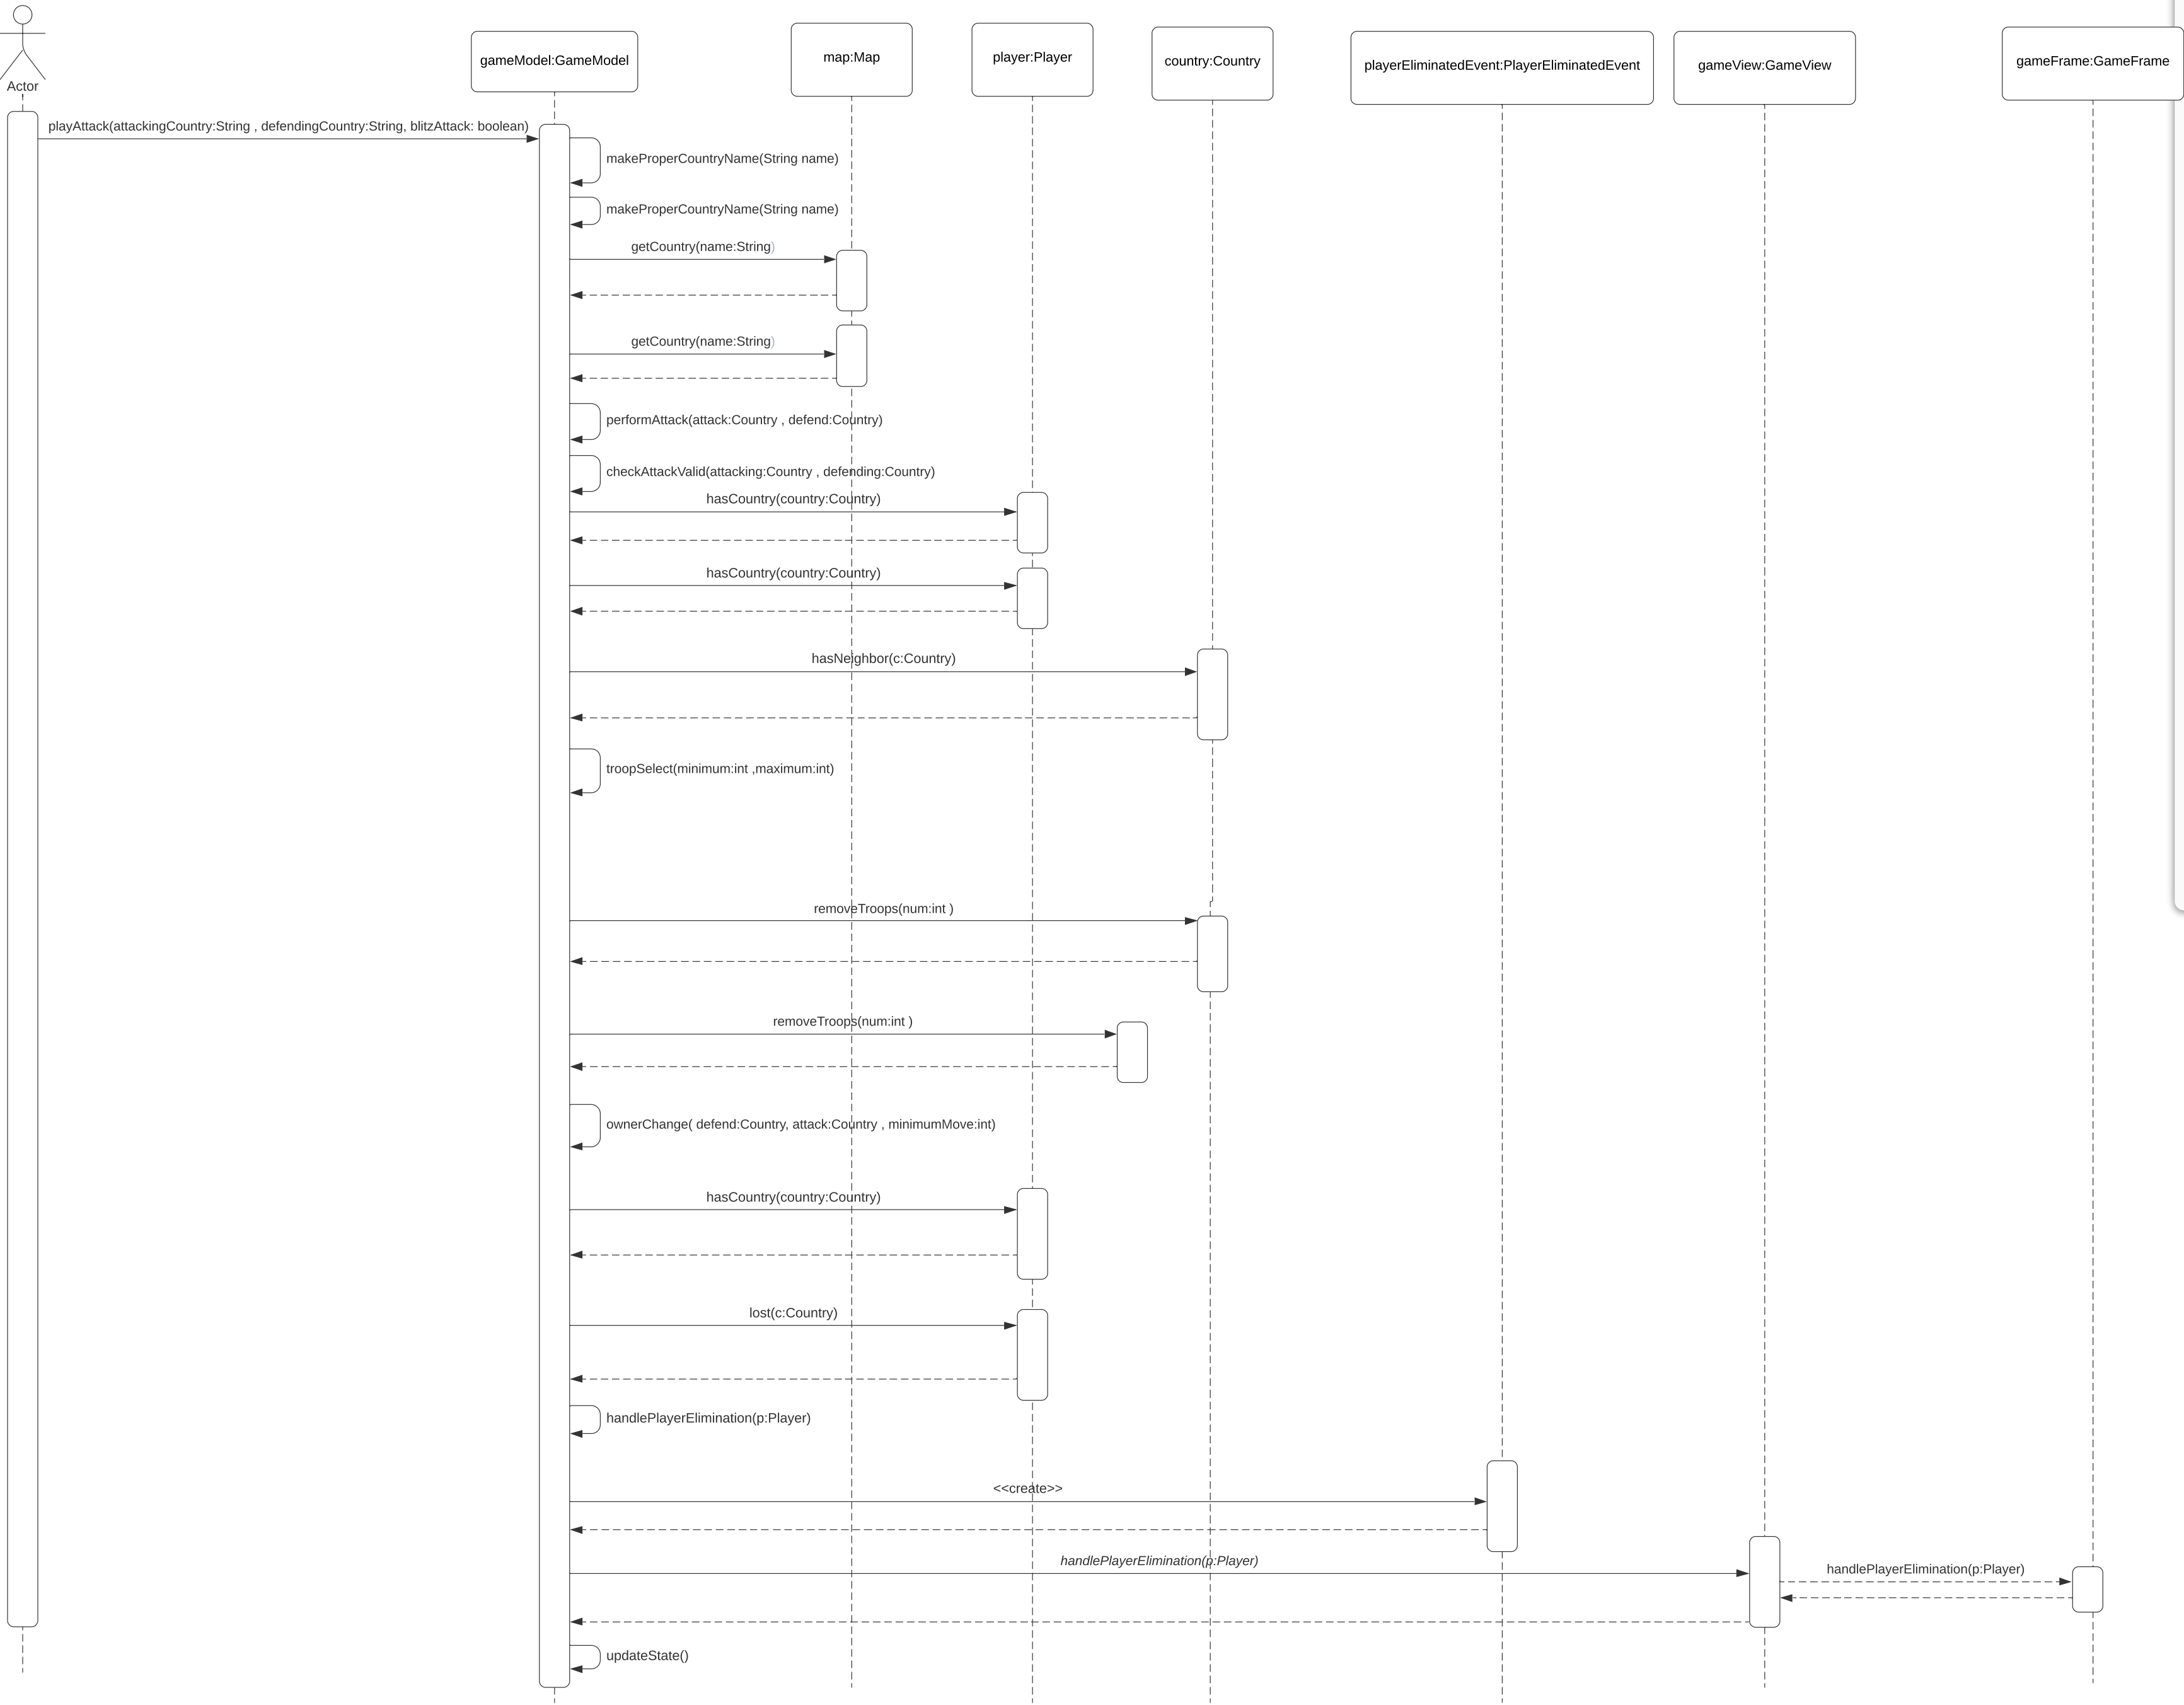 Actor
gameModel:GameModel
map:Map
player:Player
country:Country
playerEliminatedEvent:PlayerEliminatedEvent
gameView:GameView
gameFrame:GameFrame
playAttack(attackingCountry:String , defendingCountry:String, blitzAttack: boolean)
makeProperCountryName(String name)
makeProperCountryName(String name)
getCountry(name:String)
getCountry(name:String)
performAttack(attack:Country , defend:Country)
checkAttackValid(attacking:Country , defending:Country)
hasCountry(country:Country)
hasCountry(country:Country)
hasNeighbor(c:Country)
troopSelect(minimum:int ,maximum:int)
removeTroops(num:int )
removeTroops(num:int )
ownerChange( defend:Country, attack:Country , minimumMove:int)
hasCountry(country:Country)
lost(c:Country)
handlePlayerElimination(p:Player)
<<create>>
handlePlayerElimination(p:Player)
handlePlayerElimination(p:Player)
updateState()